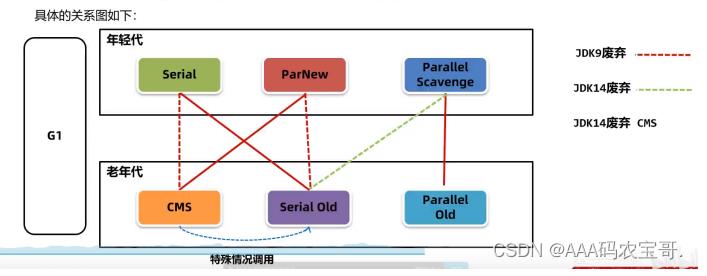 具体的关系图如下:
年轻代
Serial
ParNew
Parallel
Scavenge
G1
老年代
CMS
Serial Old
Parallel
Old
特殊情况调用
JDK9废弃
JDK14废弃
JDK14废弃 CMS
CSDN @AAA码农宝哥.